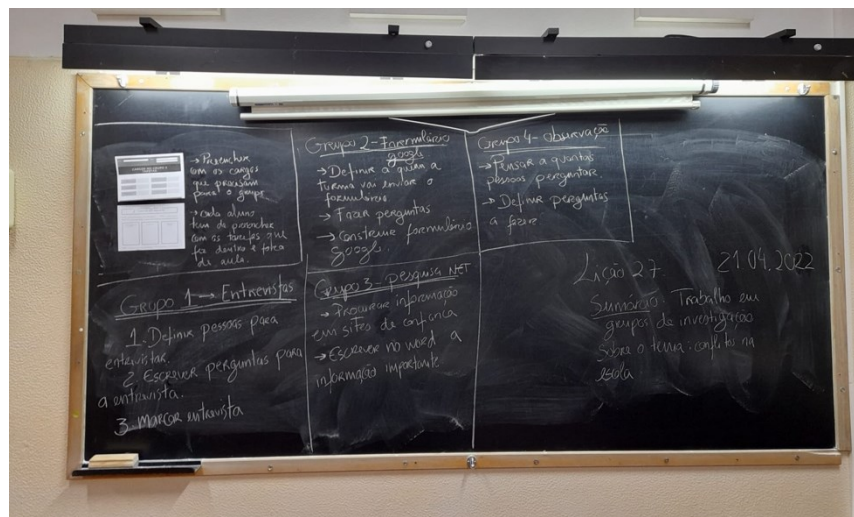 → Preencher
com os cargos
que precisam
para o grupo
→ Cada aluno
tem de preencher
com as tarefas que
fez dentro e fora
da aula.
Grupo 2 - Formulário
google
→ Definir a quem a
turma vai enviar o
formulário
→ Fazer perguntas
→ Construir formulário
google.
Grupo 4 - Observação
→ Pensar a quantas
pessoas perguntar
→ Definir perguntas
a fazer
Grupo 1 → Entrevistas
1. Definir pessoas para
entrevistar.
2. Escrever perguntas para
a entrevista.
3. Marcar entrevista
Grupo 3 - Pesquisa NET
→ Procurar informação
em sites de confiança
→ Escrever no word a
informação importante
Lição 27 21.04.2022
Sumário: Trabalho em
grupos de investigação
sobre o tema: conflitos na
escola